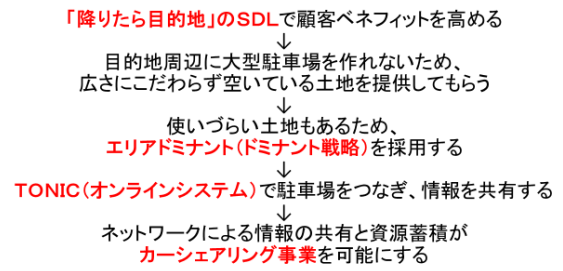 「降りたら目的地」のSDLで顧客ベネフィットを高める
↓
目的地周辺に大型駐車場を作れないため、
広さにこだわらず空いている土地を提供してもらう
↓
使いづらい土地もあるため、
エリアドミナント(ドミナント戦略)を採用する
↓
TONIC(オンラインシステム)で駐車場をつなぎ、情報を共有する
↓
ネットワークによる情報の共有と資源蓄積が
カーシェアリング事業を可能にする